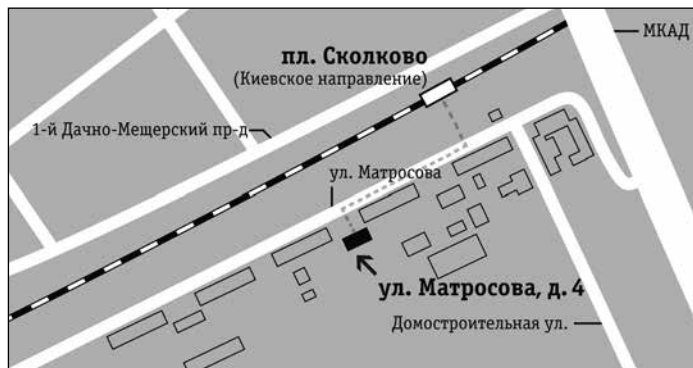 МКАД
пл. Сколково
(Киевское направление)
1-й Дачно-Мещерский пр-д
ул. Матросова
ул. Матросова, д. 4
Домостроительная ул.